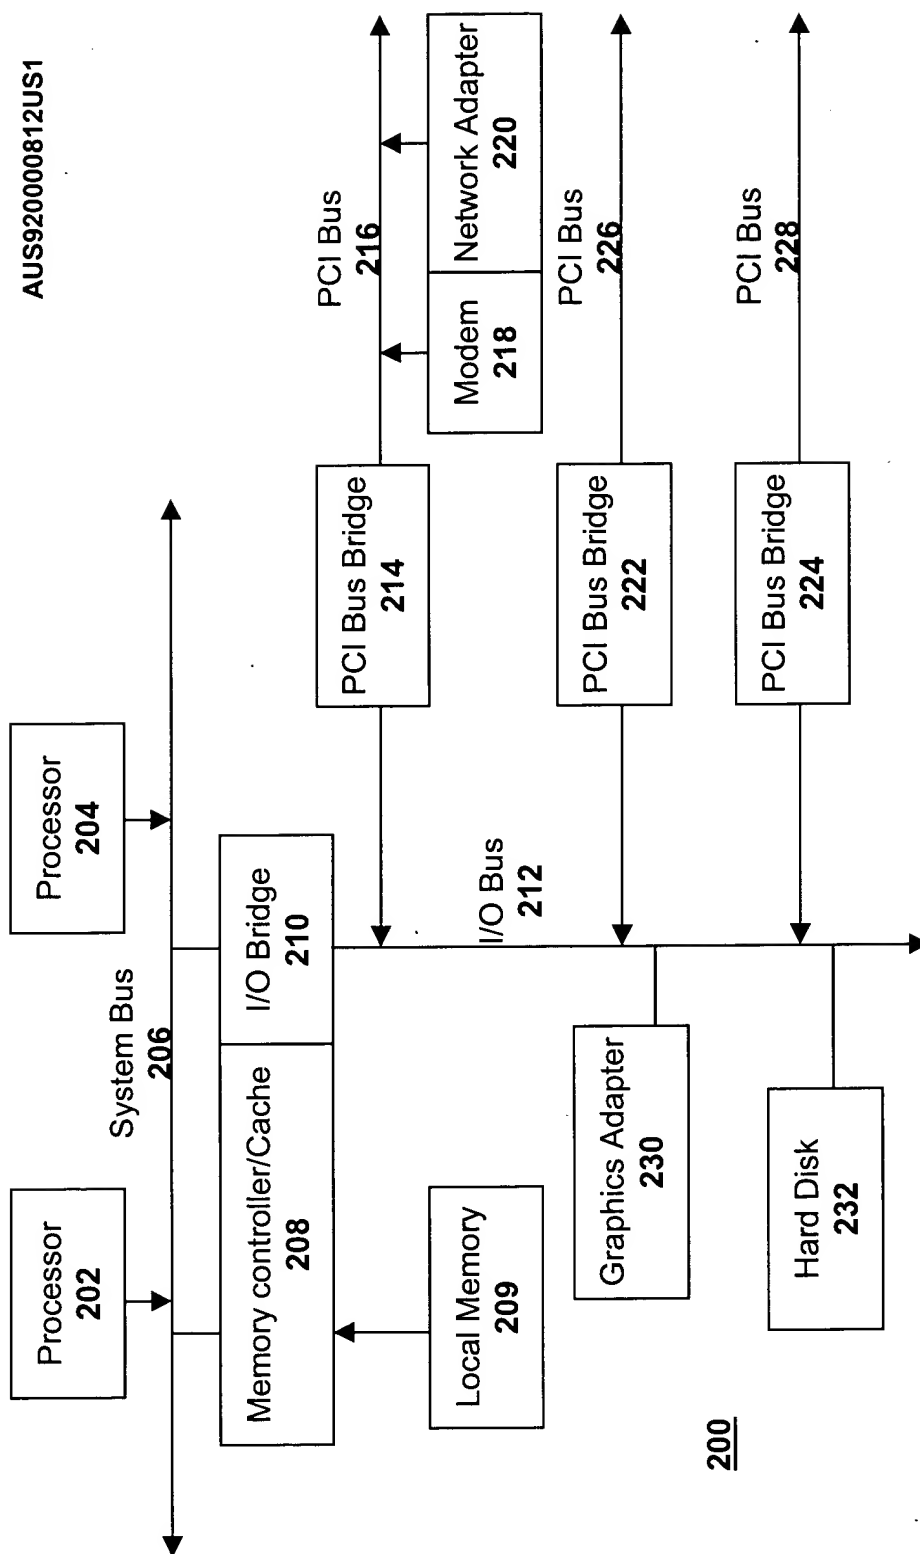 AUS920000812US1
Processor
202
Processor
204
System Bus
206
Memory controller/Cache
208
I/O Bridge
210
Local Memory
209
PCI Bus Bridge
214
PCI Bus
216
Modem
218
Network Adapter
220
I/O Bus
212
PCI Bus Bridge
222
PCI Bus
226
Graphics Adapter
230
PCI Bus Bridge
224
PCI Bus
228
Hard Disk
232
200